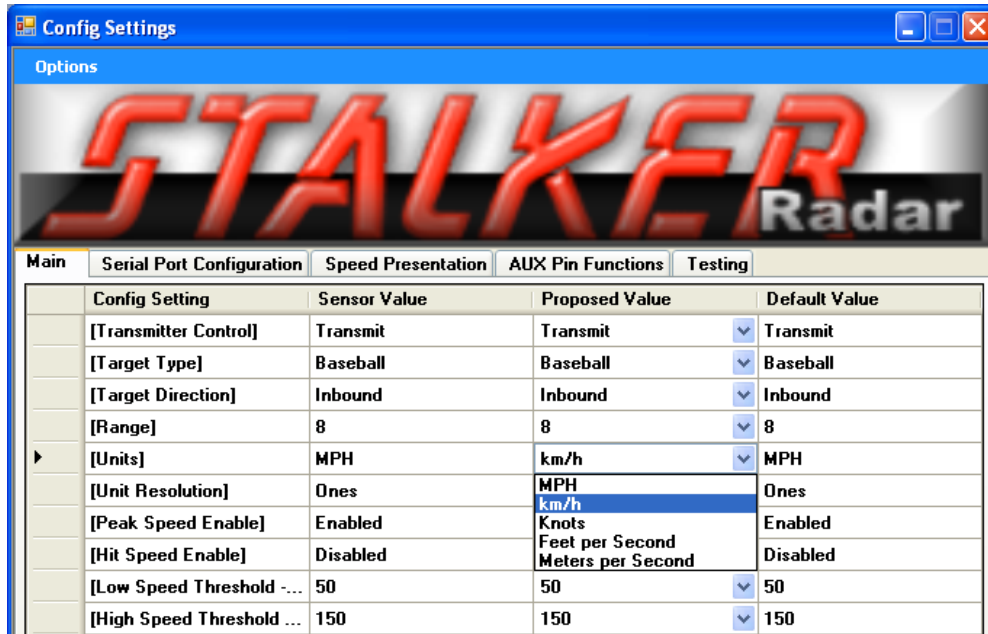 Config Settings
Options
STALKER
Radar
Main Serial Port Configuration Speed Presentation AUX Pin Functions Testing
Config Setting Sensor Value Proposed Value Default Value
[Transmitter Control] Transmit Transmit Transmit
[Target Type] Baseball Baseball Baseball
[Target Direction] Inbound Inbound Inbound
[Range] 8 8 8
[Units] MPH km/h MPH
MPH
[Unit Resolution] Ones Ones
km/h
[Peak Speed Enable] Enabled Knots Enabled
Feet per Second
[Hit Speed Enable] Disabled Disabled
Meters per Second
[Low Speed Threshold -... 50 50 50
[High Speed Threshold ... 150 150 150